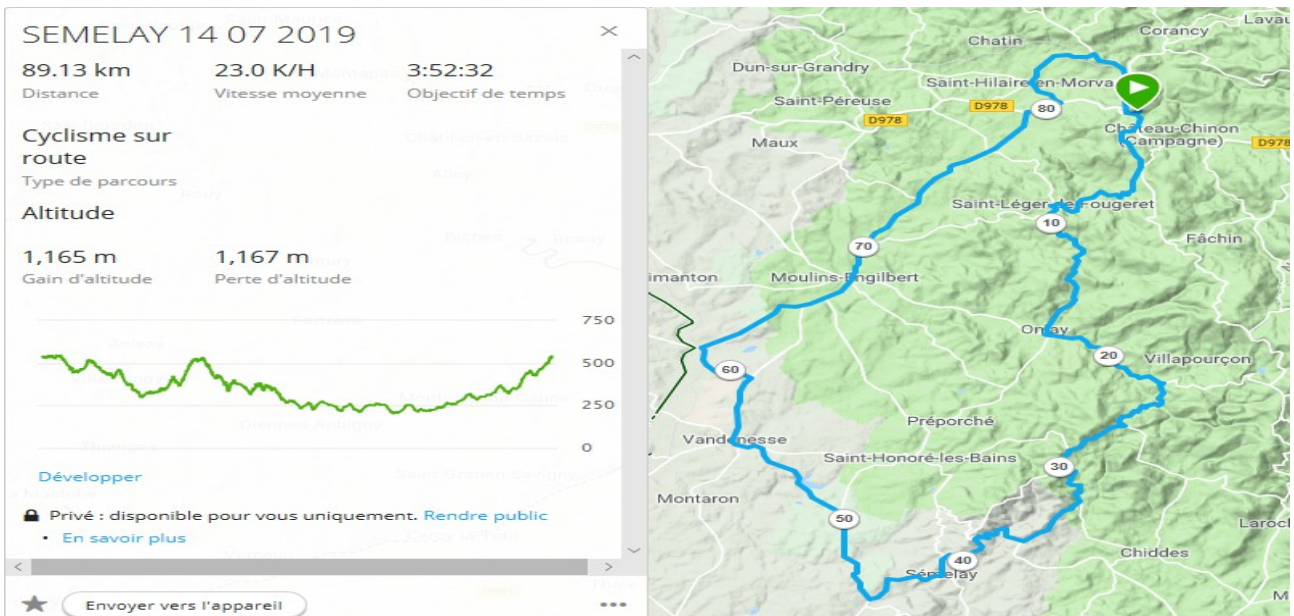 SEMELAY 14 07 2019
89.13 km
23.0 K/H
3:52:32
Distance
Vitesse moyenne
Objectif de temps
Cyclisme sur
route
Type de parcours
Altitude
1,165 m
1,167 m
Gain d'altitude
Perte d'altitude
750
500
250
0
Développer
Privé : disponible pour vous uniquement. Rendre public
• En savoir plus
Envoyer vers l'appareil
Corancy
Chatin
Dun-sur-Grandry
Saint-Hilaire-en-Morva
Saint-Péreuse
D978
80
D978
Château-Chinon
(Campagne)
D978
Maux
Saint-Léger-de-Fougeret
10
Fâchin
70
Moulins-Engilbert
imanton
Onlay
20
Villapourçon
60
Préporché
Vandenesse
Saint-Honoré-les-Bains
30
Montaron
50
Laroch
Chiddes
40
Sémelay